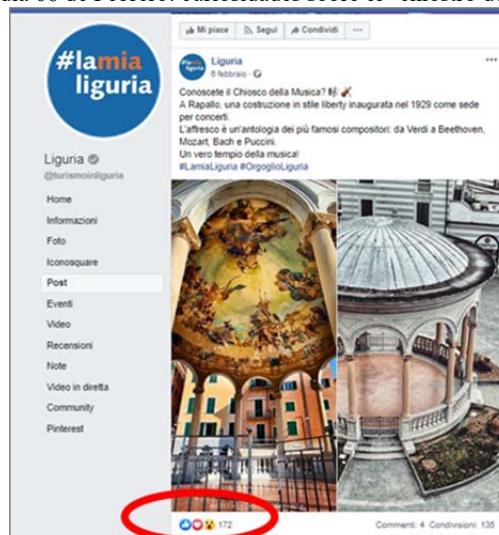 #lamia
liguria
Liguria
@turismoinliguria
Home
Informazioni
Foto
Iconosquare
Post
Eventi
Video
Recensioni
Note
Video in diretta
Community
Pinterest
Mi piace Segui Condividi ...
Liguria
6 febbraio ·
Conoscete il Chiosco della Musica?
A Rapallo, una costruzione in stile liberty inaugurata nel 1929 come sede
per concerti.
L'affresco è un'antologia dei più famosi compositori: da Verdi a Beethoven,
Mozart, Bach e Puccini.
Un vero tempio della musica!
#LamiaLiguria #OrgoglioLiguria
172
Commenti: 4 Condivisioni: 135